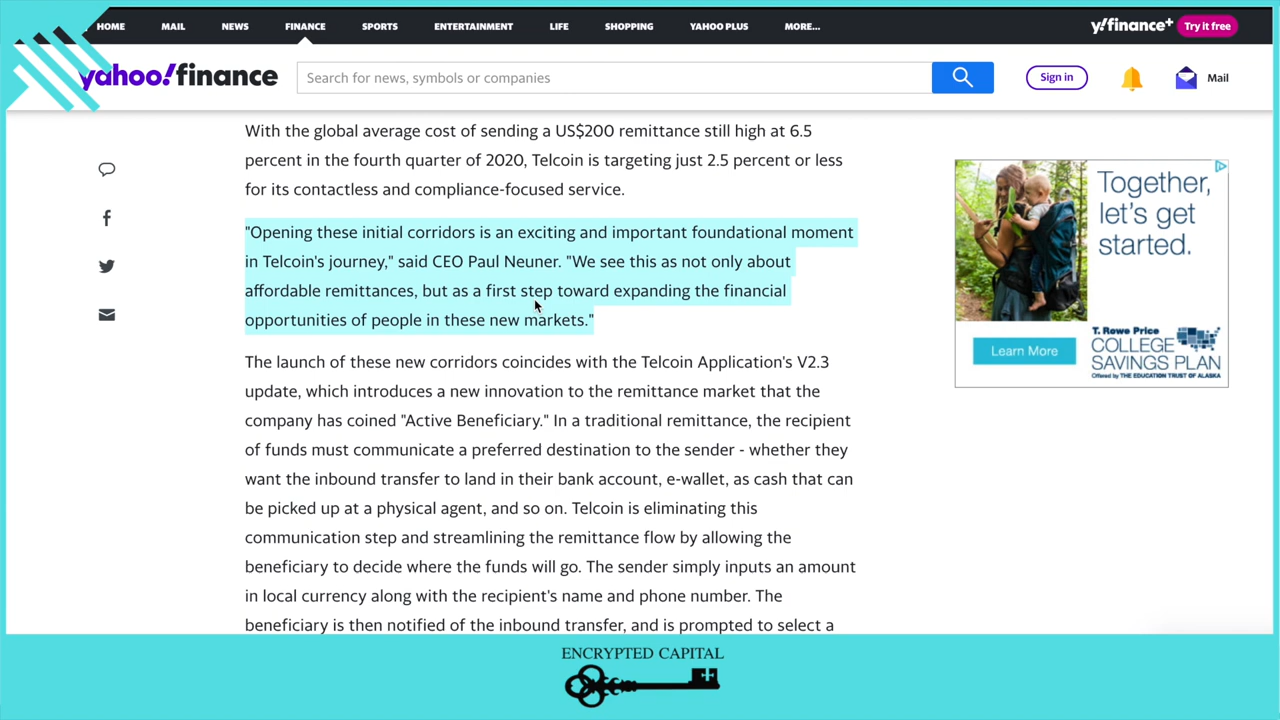 HOME MAIL NEWS FINANCE SPORTS ENTERTAINMENT LIFE SHOPPING YAHOO PLUS MORE...
y!finance+ Try it free
yahoo!finance
Search for news, symbols or companies
Sign in
Mail
With the global average cost of sending a US$200 remittance still high at 6.5
percent in the fourth quarter of 2020, Telcoin is targeting just 2.5 percent or less
for its contactless and compliance-focused service.
"Opening these initial corridors is an exciting and important foundational moment
in Telcoin's journey," said CEO Paul Neuner. "We see this as not only about
affordable remittances, but as a first step toward expanding the financial
opportunities of people in these new markets."
The launch of these new corridors coincides with the Telcoin Application's V2.3
update, which introduces a new innovation to the remittance market that the
company has coined "Active Beneficiary." In a traditional remittance, the recipient
of funds must communicate a preferred destination to the sender - whether they
want the inbound transfer to land in their bank account, e-wallet, as cash that can
be picked up at a physical agent, and so on. Telcoin is eliminating this
communication step and streamlining the remittance flow by allowing the
beneficiary to decide where the funds will go. The sender simply inputs an amount
in local currency along with the recipient's name and phone number. The
beneficiary is then notified of the inbound transfer, and is prompted to select a
Together,
let's get
started.
Learn More
T. Rowe Price
COLLEGE
SAVINGS PLAN
Offered by THE EDUCATION TRUST OF ALASKA
ENCRYPTED CAPITAL